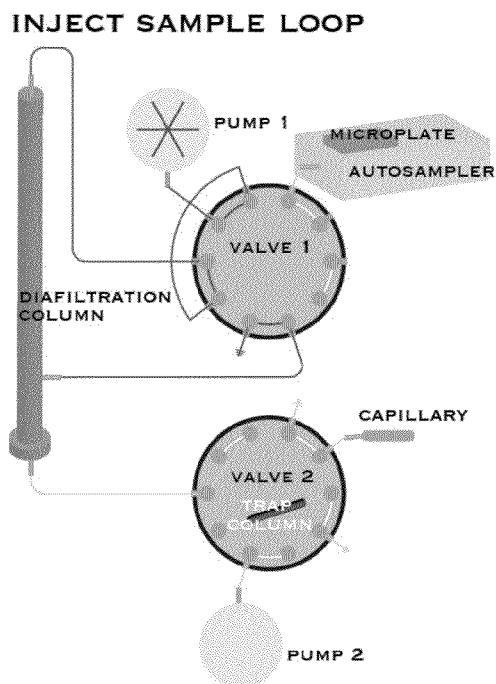 INJECT SAMPLE LOOP
PUMP 1
MICROPLATE
AUTOSAMPLER
VALVE 1
DIAFILTRATION
COLUMN
CAPILLARY
VALVE 2
TRAP
COLUMN
PUMP 2